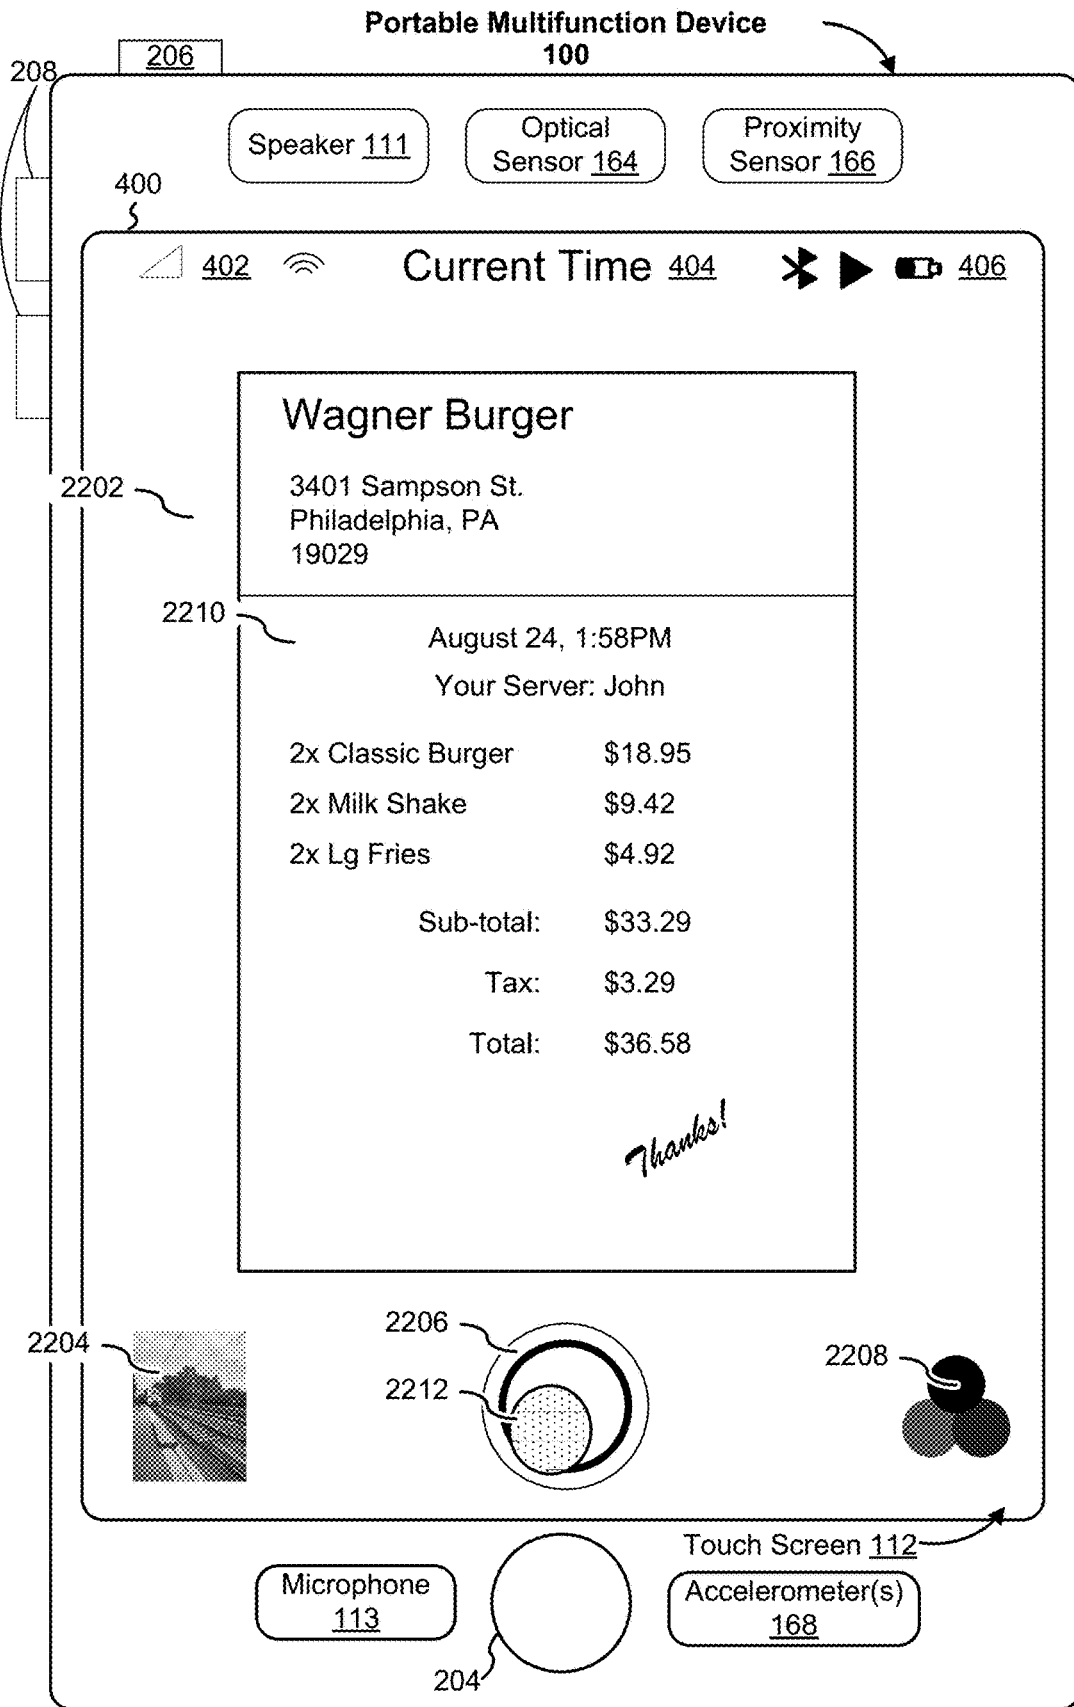 Portable Multifunction Device
100
206
208
Speaker 111
Optical
Sensor 164
Proximity
Sensor 166
400
402
Current Time 404
406
Wagner Burger
2202
3401 Sampson St.
Philadelphia, PA
19029
2210
August 24, 1:58PM
Your Server: John
2x Classic Burger $18.95
2x Milk Shake $9.42
2x Lg Fries $4.92
Sub-total: $33.29
Tax: $3.29
Total: $36.58
Thanks!
2204
2206
2208
2212
Touch Screen 112
Microphone
113
Accelerometer(s)
168
204